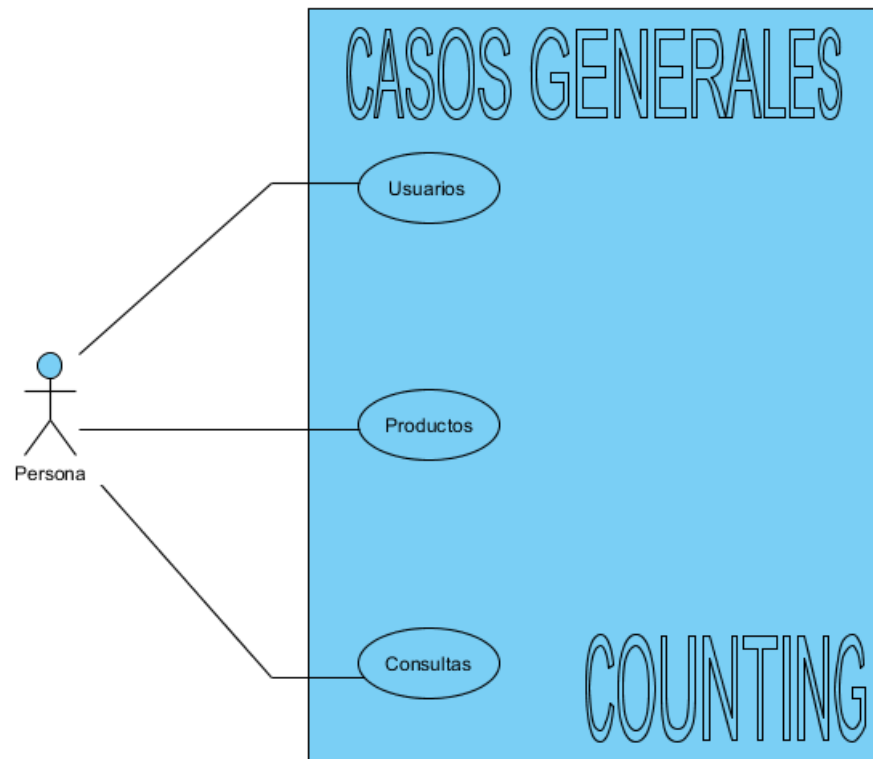 CASOS GENERALES
Usuarios
Productos
Persona
Consultas
COUNTING